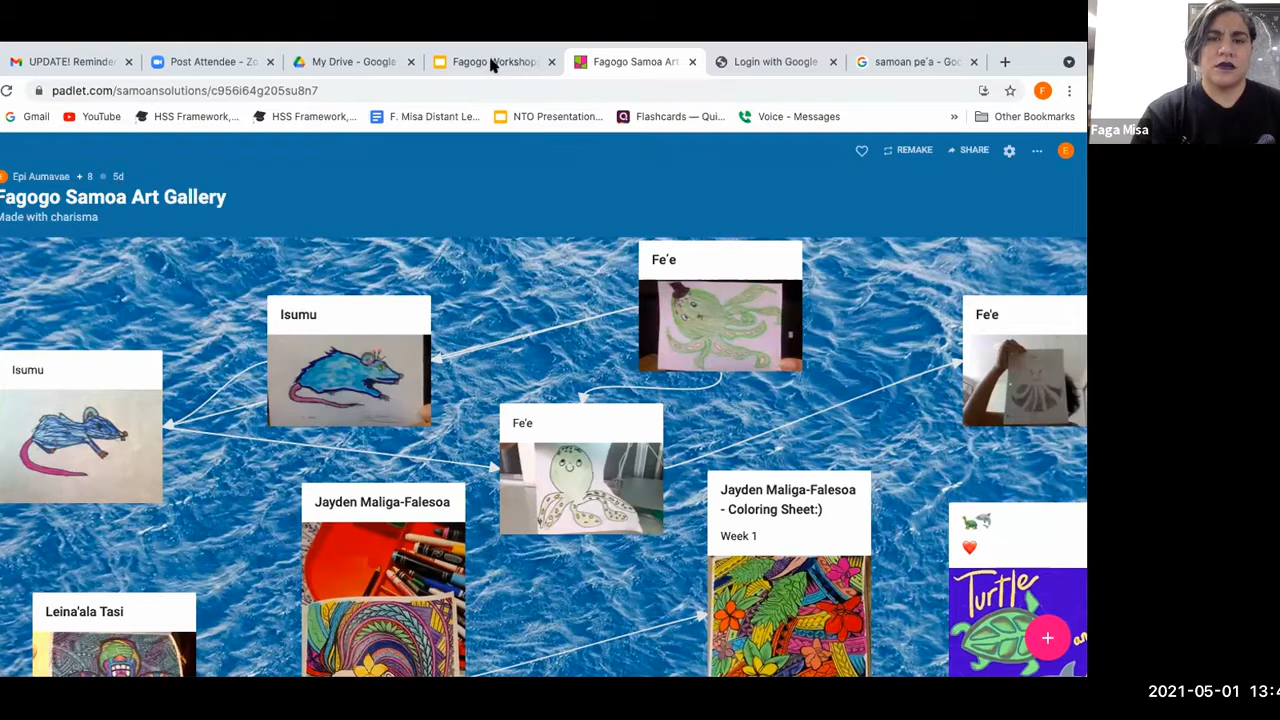 UPDATE! Reminde
Post Attendee - Zo
My Drive - Google
Fagogo Workshop
Fagogo Samoa Art
Login with Google
samoan pe'a - Goo
padlet.com/samoansolutions/c956i64g205su8n7
F
Gmail
YouTube
HSS Framework,...
HSS Framework,...
F. Misa Distant Le...
NTO Presentation...
Flashcards — Qui...
Voice - Messages
»
Other Bookmarks
Faga Misa
REMAKE
SHARE
E
Epi Aumavae + 8 5d
Fagogo Samoa Art Gallery
Made with charisma
Fe'e
Isumu
Fe'e
Isumu
Fe'e
Jayden Maliga-Falesoa
Jayden Maliga-Falesoa
- Coloring Sheet:)
Week 1
Turtle
an
Leina'ala Tasi
2021-05-01 13:4